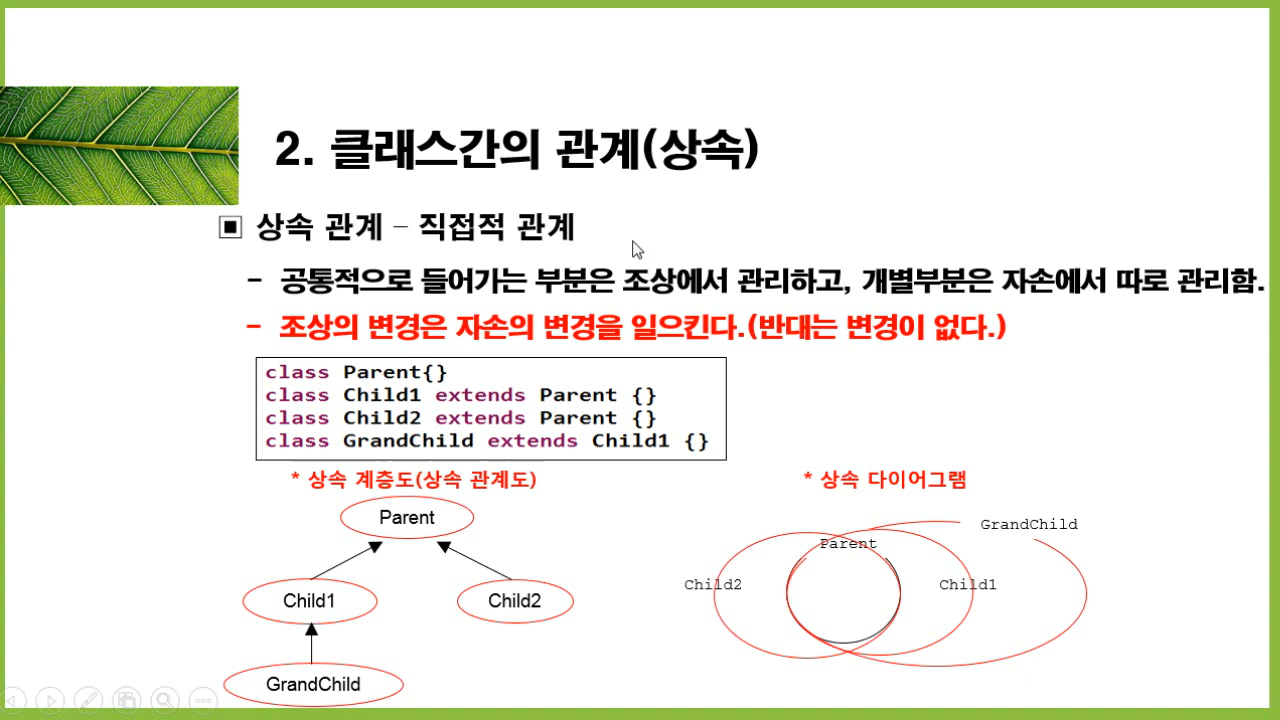 2. 클래스간의 관계(상속)
▣ 상속 관계 – 직접적 관계
- 공통적으로 들어가는 부분은 조상에서 관리하고, 개별부분은 자손에서 따로 관리함.
- 조상의 변경은 자손의 변경을 일으킨다.(반대는 변경이 없다.)
class Parent{}
class Child1 extends Parent {}
class Child2 extends Parent {}
class GrandChild extends Child1 {}
* 상속 계층도(상속 관계도)
Parent
Child1
Child2
GrandChild
* 상속 다이어그램
GrandChild
Parent
Child2
Child1